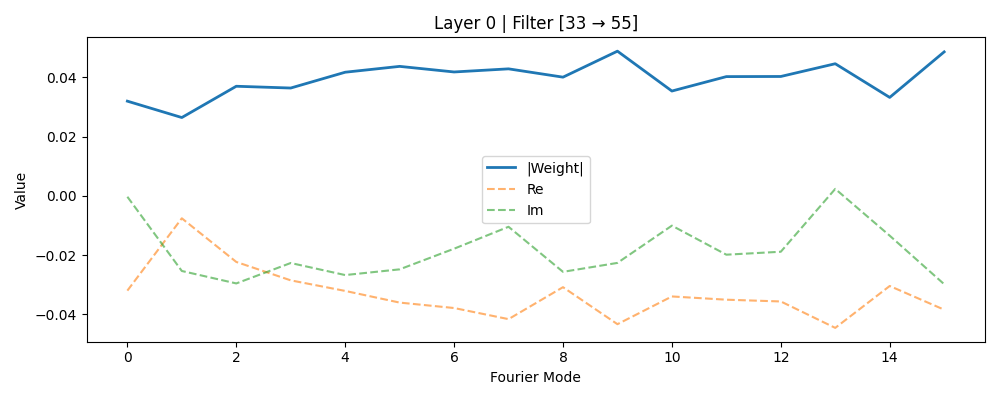 Layer 0 | Filter [33 → 55]
Value
0.04
0.02
0.00
−0.02
−0.04
|Weight|
Re
Im
0 2 4 6 8 10 12 14
Fourier Mode